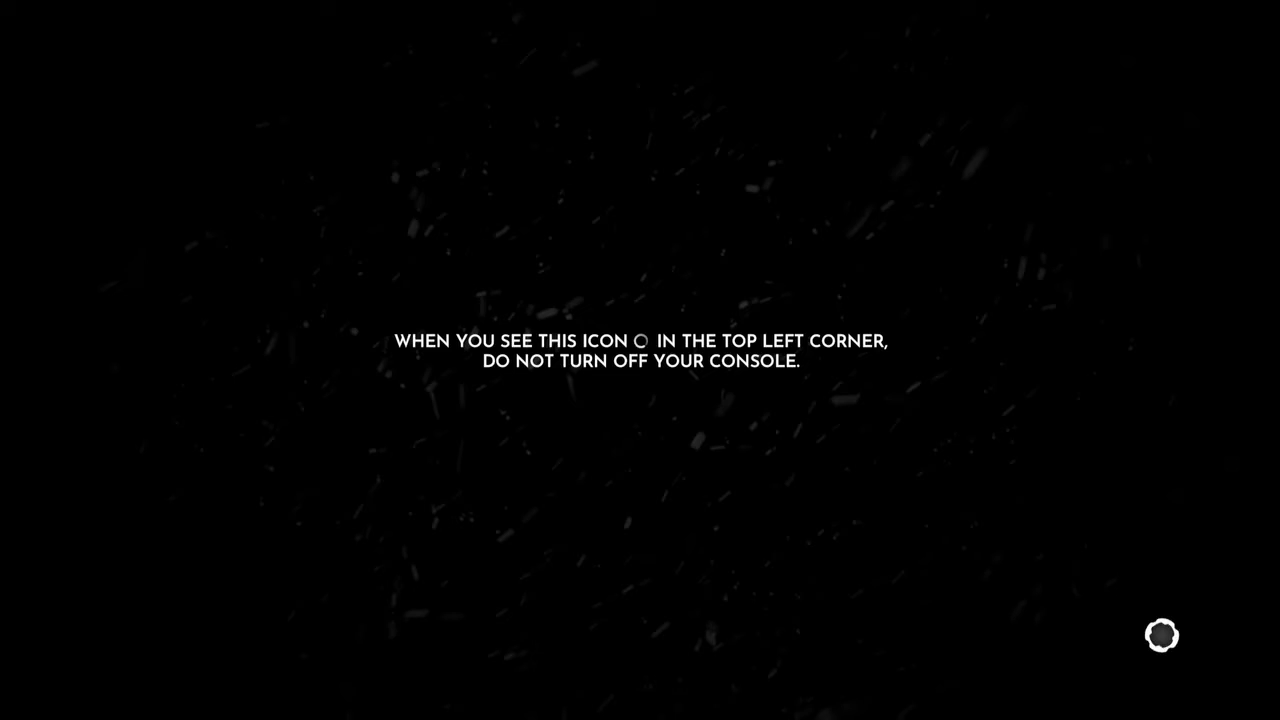 WHEN YOU SEE THIS ICON IN THE TOP LEFT CORNER,
DO NOT TURN OFF YOUR CONSOLE.